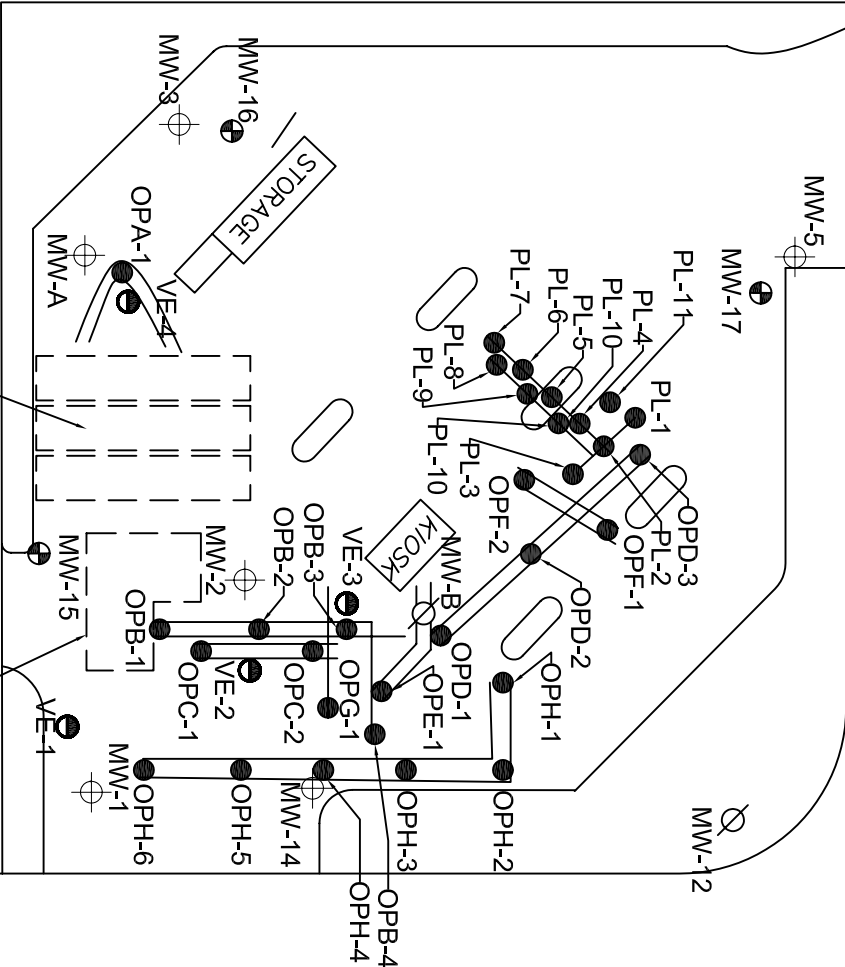 MW-3
MW-16
STORAGE
OPA-1
MW-A
VE-4
MW-5
MW-17
PL-11
PL-4
PL-10
PL-5
PL-6
PL-7
PL-8
PL-9
PL-10
PL-3
PL-1
PL-2
OPD-3
OPF-1
OPF-2
OPD-2
KIOSK
MW-B
VE-3
OPB-3
OPB-2
MW-2
MW-15
OPB-1
OPC-1
VE-2
OPC-2
OPG-1
OPE-1
OPD-1
OPH-1
VE-1
MW-1
OPH-6
OPH-5
MW-14
OPH-3
OPH-2
OPH-4
OPB-4
MW-12